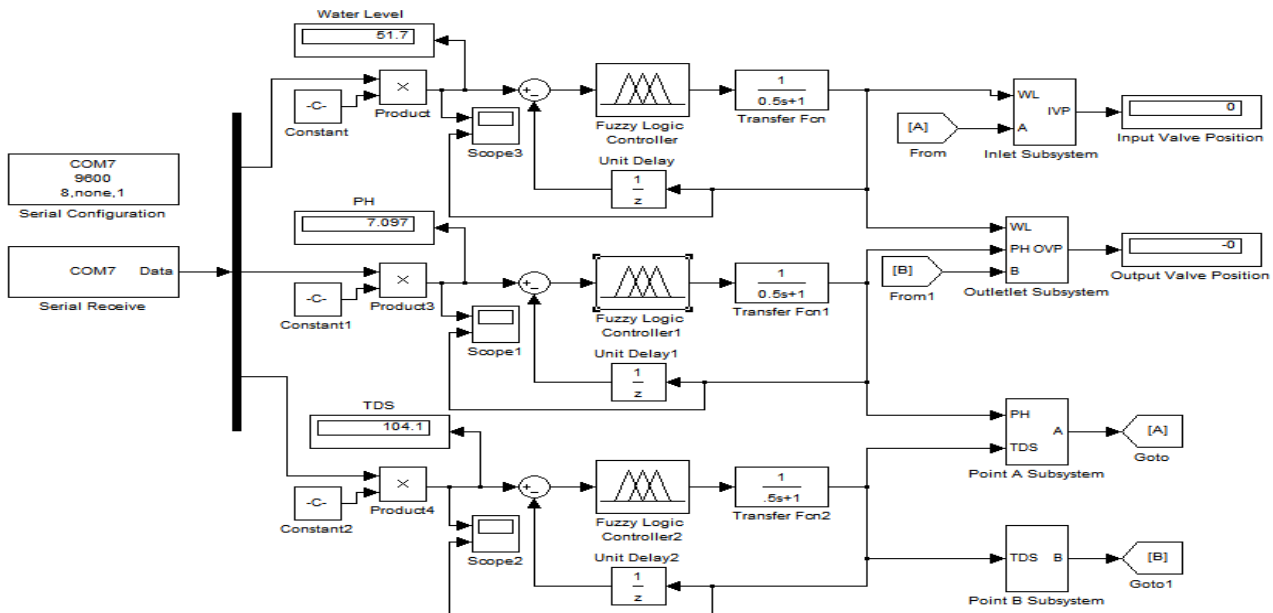 Water Level
51.7
×
-C-
Constant
Product
Scope3
+
−
Fuzzy Logic
Controller
1
0.5s+1
Transfer Fcn
Unit Delay
1
z
WL
IVP
A
Inlet Subsystem
[A]
From
0
Input Valve Position
COM7
9600
8,none,1
Serial Configuration
COM7
Data
Serial Receive
PH
7.097
×
-C-
Constant1
Product3
Scope1
+
−
Fuzzy Logic
Controller1
1
0.5s+1
Transfer Fcn1
Unit Delay1
1
z
WL
PH OVP
B
Outletlet Subsystem
[B]
From1
-0
Output Valve Position
TDS
104.1
×
-C-
Constant2
Product4
Scope2
+
−
Fuzzy Logic
Controller2
1
.5s+1
Transfer Fcn2
Unit Delay2
1
z
PH
A
TDS
Point A Subsystem
[A]
Goto
TDS B
Point B Subsystem
[B]
Goto1